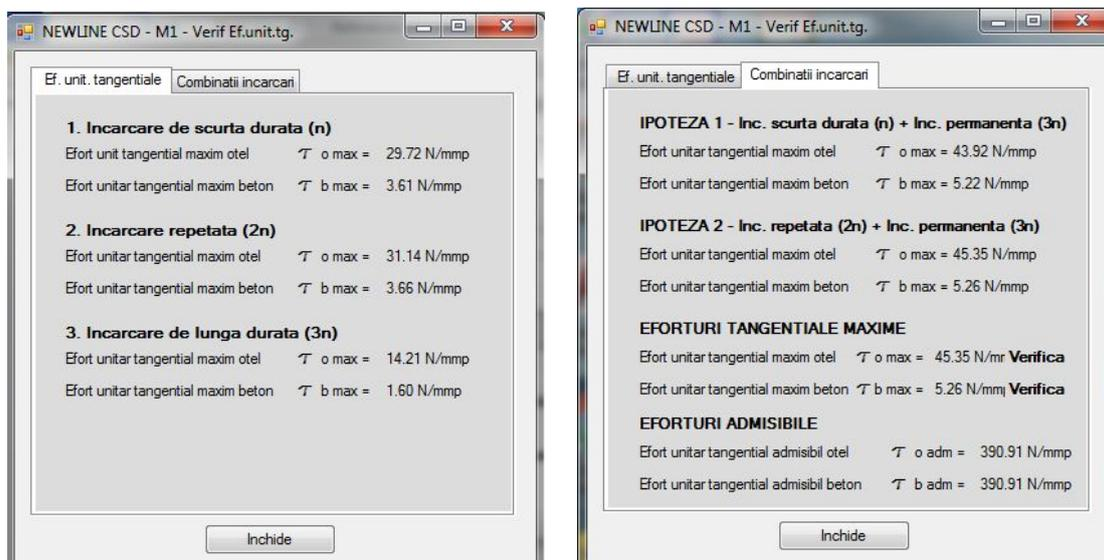 NEWLINE CSD - M1 - Verif Ef.unit.tg.
Ef. unit. tangentiale Combinatii incarcari
1. Incarcare de scurta durata (n)
Efort unit tangential maxim otel τ o max = 29.72 N/mmp
Efort unitar tangential maxim beton τ b max = 3.61 N/mmp
2. Incarcare repetata (2n)
Efort unitar tangential maxim otel τ o max = 31.14 N/mmp
Efort unitar tangential maxim beton τ b max = 3.66 N/mmp
3. Incarcare de lunga durata (3n)
Efort unitar tangential maxim otel τ o max = 14.21 N/mmp
Efort unitar tangential maxim beton τ b max = 1.60 N/mmp
Inchide
NEWLINE CSD - M1 - Verif Ef.unit.tg.
Ef. unit. tangentiale Combinatii incarcari
IPOTEZA 1 - Inc. scurta durata (n) + Inc. permanenta (3n)
Efort unitar tangential maxim otel τ o max = 43.92 N/mmp
Efort unitar tangential maxim beton τ b max = 5.22 N/mmp
IPOTEZA 2 - Inc. repetata (2n) + Inc. permanenta (3n)
Efort unitar tangential maxim otel τ o max = 45.35 N/mmp
Efort unitar tangential maxim beton τ b max = 5.26 N/mmp
EFORTURI TANGENTIALE MAXIME
Efort unitar tangential maxim otel τ o max = 45.35 N/mr Verifica
Efort unitar tangential maxim beton τ b max = 5.26 N/mm Verifica
EFORTURI ADMISIBILE
Efort unitar tangential admisibil otel τ o adm = 390.91 N/mmp
Efort unitar tangential admisibil beton τ b adm = 390.91 N/mmp
Inchide